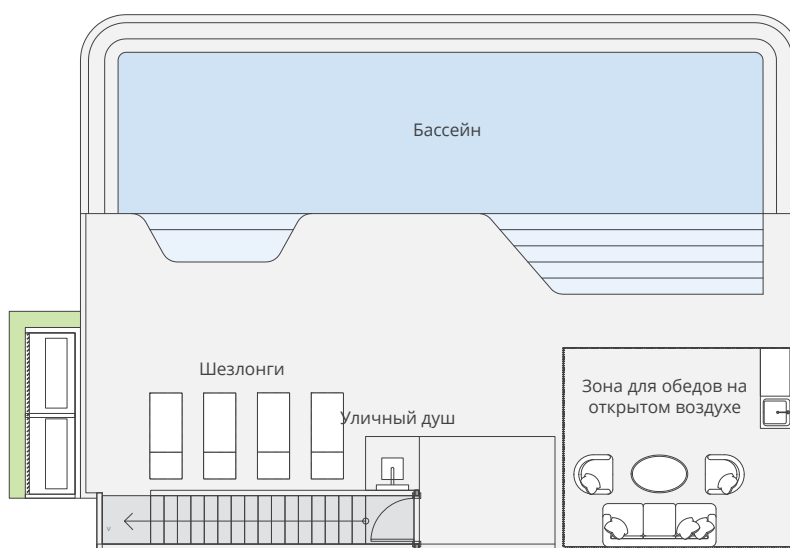 Бассейн
Шезлонги
Уличный душ
Зона для обедов на
открытом воздухе
v